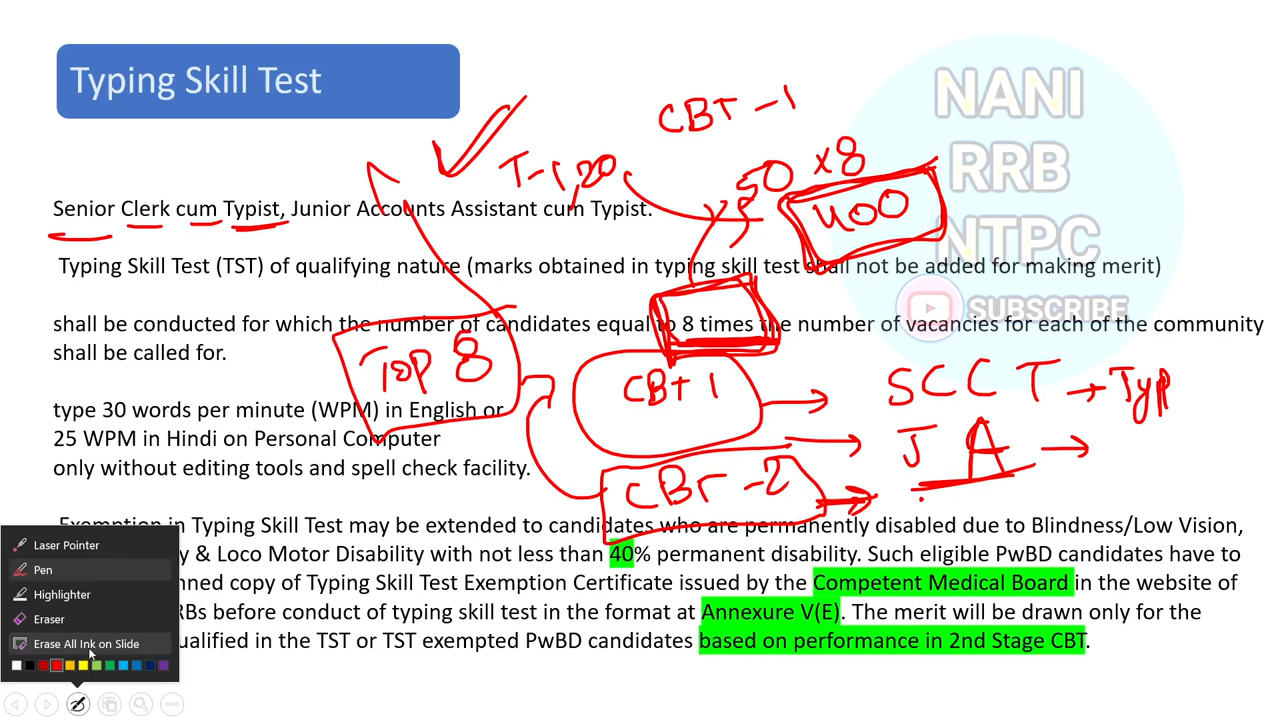 Typing Skill Test
NANI
RRB
NTPC
SUBSCRIBE
CBT -1
T-1,20
50 x8
400
Senior Clerk cum Typist, Junior Accounts Assistant cum Typist.
Typing Skill Test (TST) of qualifying nature (marks obtained in typing skill test shall not be added for making merit)
shall be conducted for which the number of candidates equal to 8 times the number of vacancies for each of the community
shall be called for.
Top 8
CBT 1
SCCT → Typ
type 30 words per minute (WPM) in English or
25 WPM in Hindi on Personal Computer
JA
only without editing tools and spell check facility.
CBT -2
Exemption in Typing Skill Test may be extended to candidates who are permanently disabled due to Blindness/Low Vision,
y & Loco Motor Disability with not less than 40% permanent disability. Such eligible PwBD candidates have to
nned copy of Typing Skill Test Exemption Certificate issued by the Competent Medical Board in the website of
RBs before conduct of typing skill test in the format at Annexure V(E). The merit will be drawn only for the
ualified in the TST or TST exempted PwBD candidates based on performance in 2nd Stage CBT.
Laser Pointer
Pen
Highlighter
Eraser
Erase All Ink on Slide